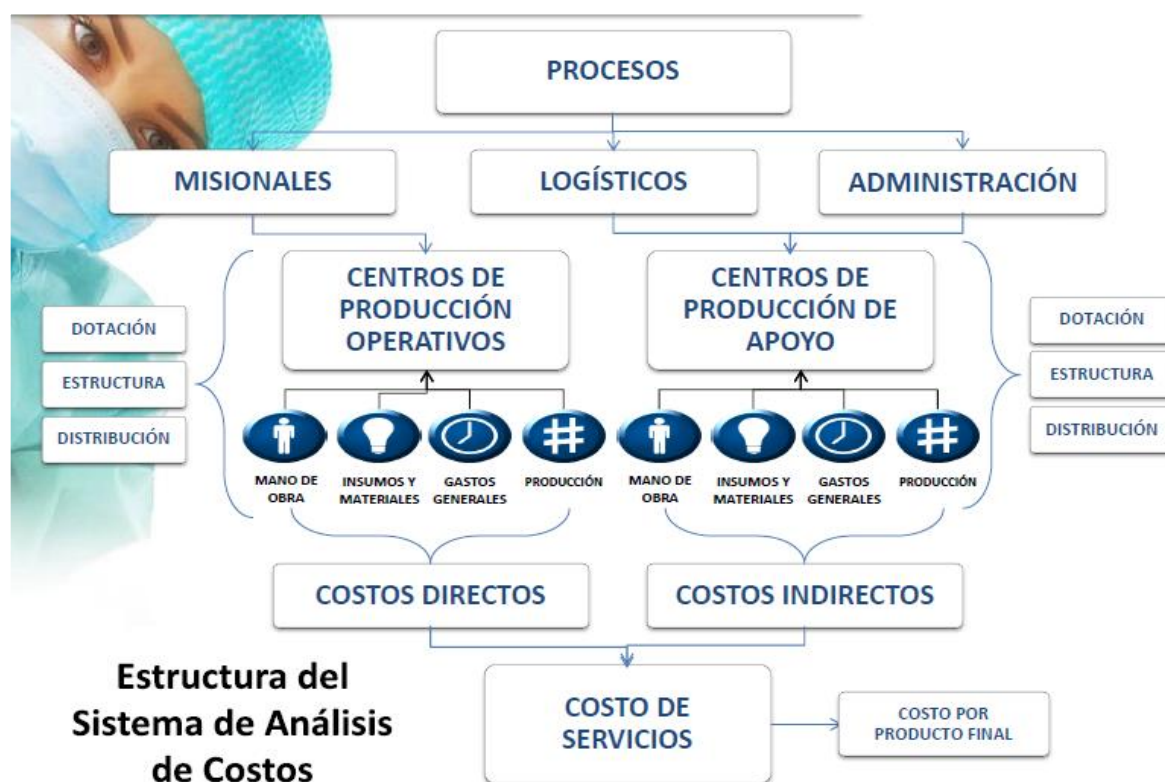 PROCESOS
MISIONALES
LOGÍSTICOS
ADMINISTRACIÓN
CENTROS DE
PRODUCCIÓN
OPERATIVOS
CENTROS DE
PRODUCCIÓN DE
APOYO
DOTACIÓN
ESTRUCTURA
DISTRIBUCIÓN
DOTACIÓN
ESTRUCTURA
DISTRIBUCIÓN
MANO DE
OBRA
INSUMOS Y
MATERIALES
GASTOS
GENERALES
PRODUCCIÓN
MANO DE
OBRA
INSUMOS Y
MATERIALES
GASTOS
GENERALES
PRODUCCIÓN
COSTOS DIRECTOS
COSTOS INDIRECTOS
COSTO DE
SERVICIOS
COSTO POR
PRODUCTO FINAL
Estructura del
Sistema de Análisis
de Costos